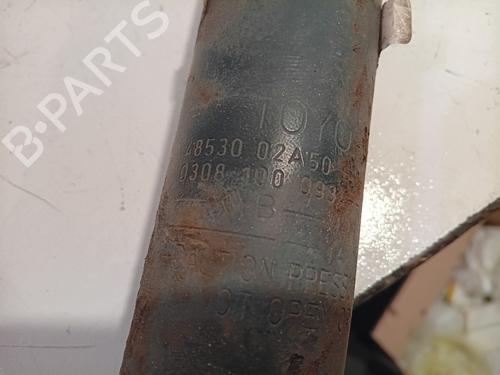 B-PARTS
TOYO
48530 02A50
0308 100 093
B
CAUTION PRESS
NOT OPEN